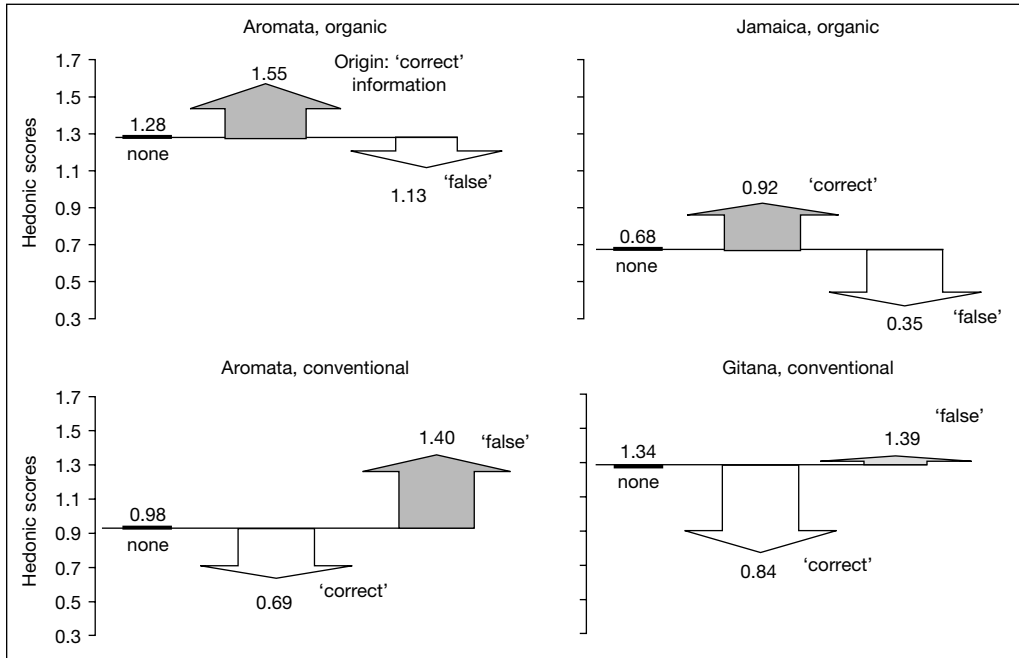 Aromata, organic
Hedonic scores
1.7
1.5
1.3
1.1
0.9
0.7
0.5
0.3
1.28
none
1.55
Origin: ‘correct’
information
‘false’
1.13
Jamaica, organic
0.68
none
0.92
‘correct’
0.35
‘false’
Aromata, conventional
Hedonic scores
1.7
1.5
1.3
1.1
0.9
0.7
0.5
0.3
0.98
none
‘correct’
0.69
1.40
‘false’
Gitana, conventional
1.34
none
‘correct’
0.84
‘false’
1.39